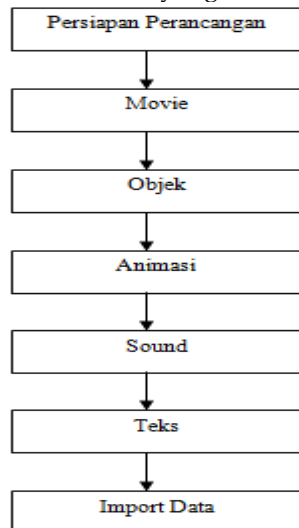 Persiapan Perancangan
Movie
Objek
Animasi
Sound
Teks
Import Data